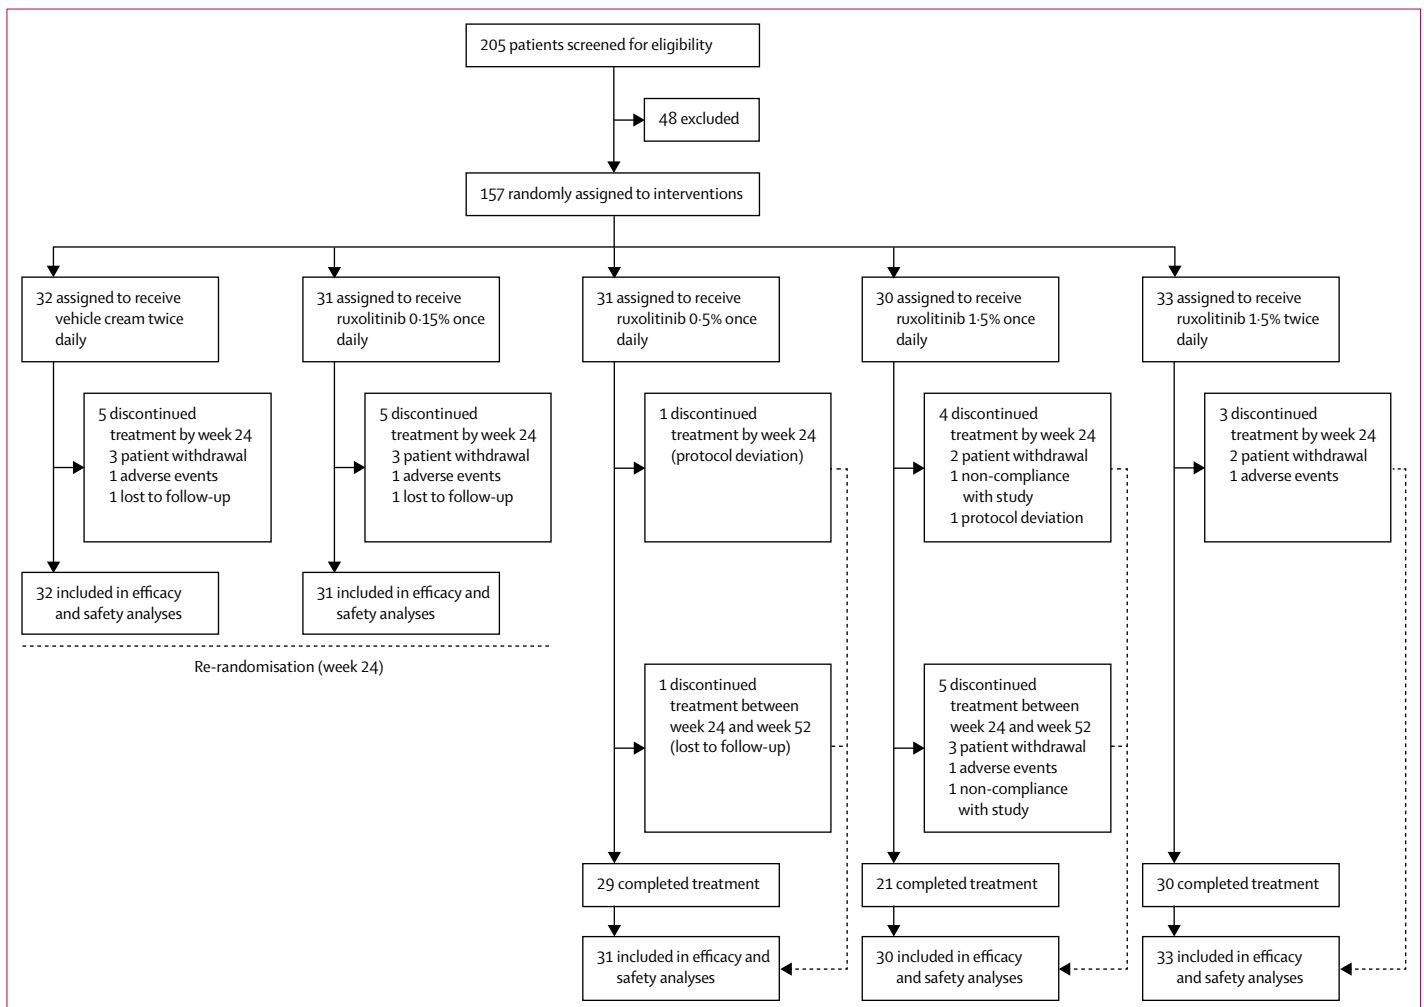 205 patients screened for eligibility
48 excluded
157 randomly assigned to interventions
32 assigned to receive
vehicle cream twice
daily
31 assigned to receive
ruxolitinib 0·15% once
daily
31 assigned to receive
ruxolitinib 0·5% once
daily
30 assigned to receive
ruxolitinib 1·5% once
daily
33 assigned to receive
ruxolitinib 1·5% twice
daily
5 discontinued
treatment by week 24
3 patient withdrawal
1 adverse events
1 lost to follow-up
5 discontinued
treatment by week 24
3 patient withdrawal
1 adverse events
1 lost to follow-up
1 discontinued
treatment by week 24
(protocol deviation)
4 discontinued
treatment by week 24
2 patient withdrawal
1 non-compliance
with study
1 protocol deviation
3 discontinued
treatment by week 24
2 patient withdrawal
1 adverse events
32 included in efficacy
and safety analyses
31 included in efficacy and
safety analyses
Re-randomisation (week 24)
1 discontinued
treatment between
week 24 and week 52
(lost to follow-up)
5 discontinued
treatment between
week 24 and week 52
3 patient withdrawal
1 adverse events
1 non-compliance
with study
29 completed treatment
21 completed treatment
30 completed treatment
31 included in efficacy and
safety analyses
30 included in efficacy
and safety analyses
33 included in efficacy
and safety analyses